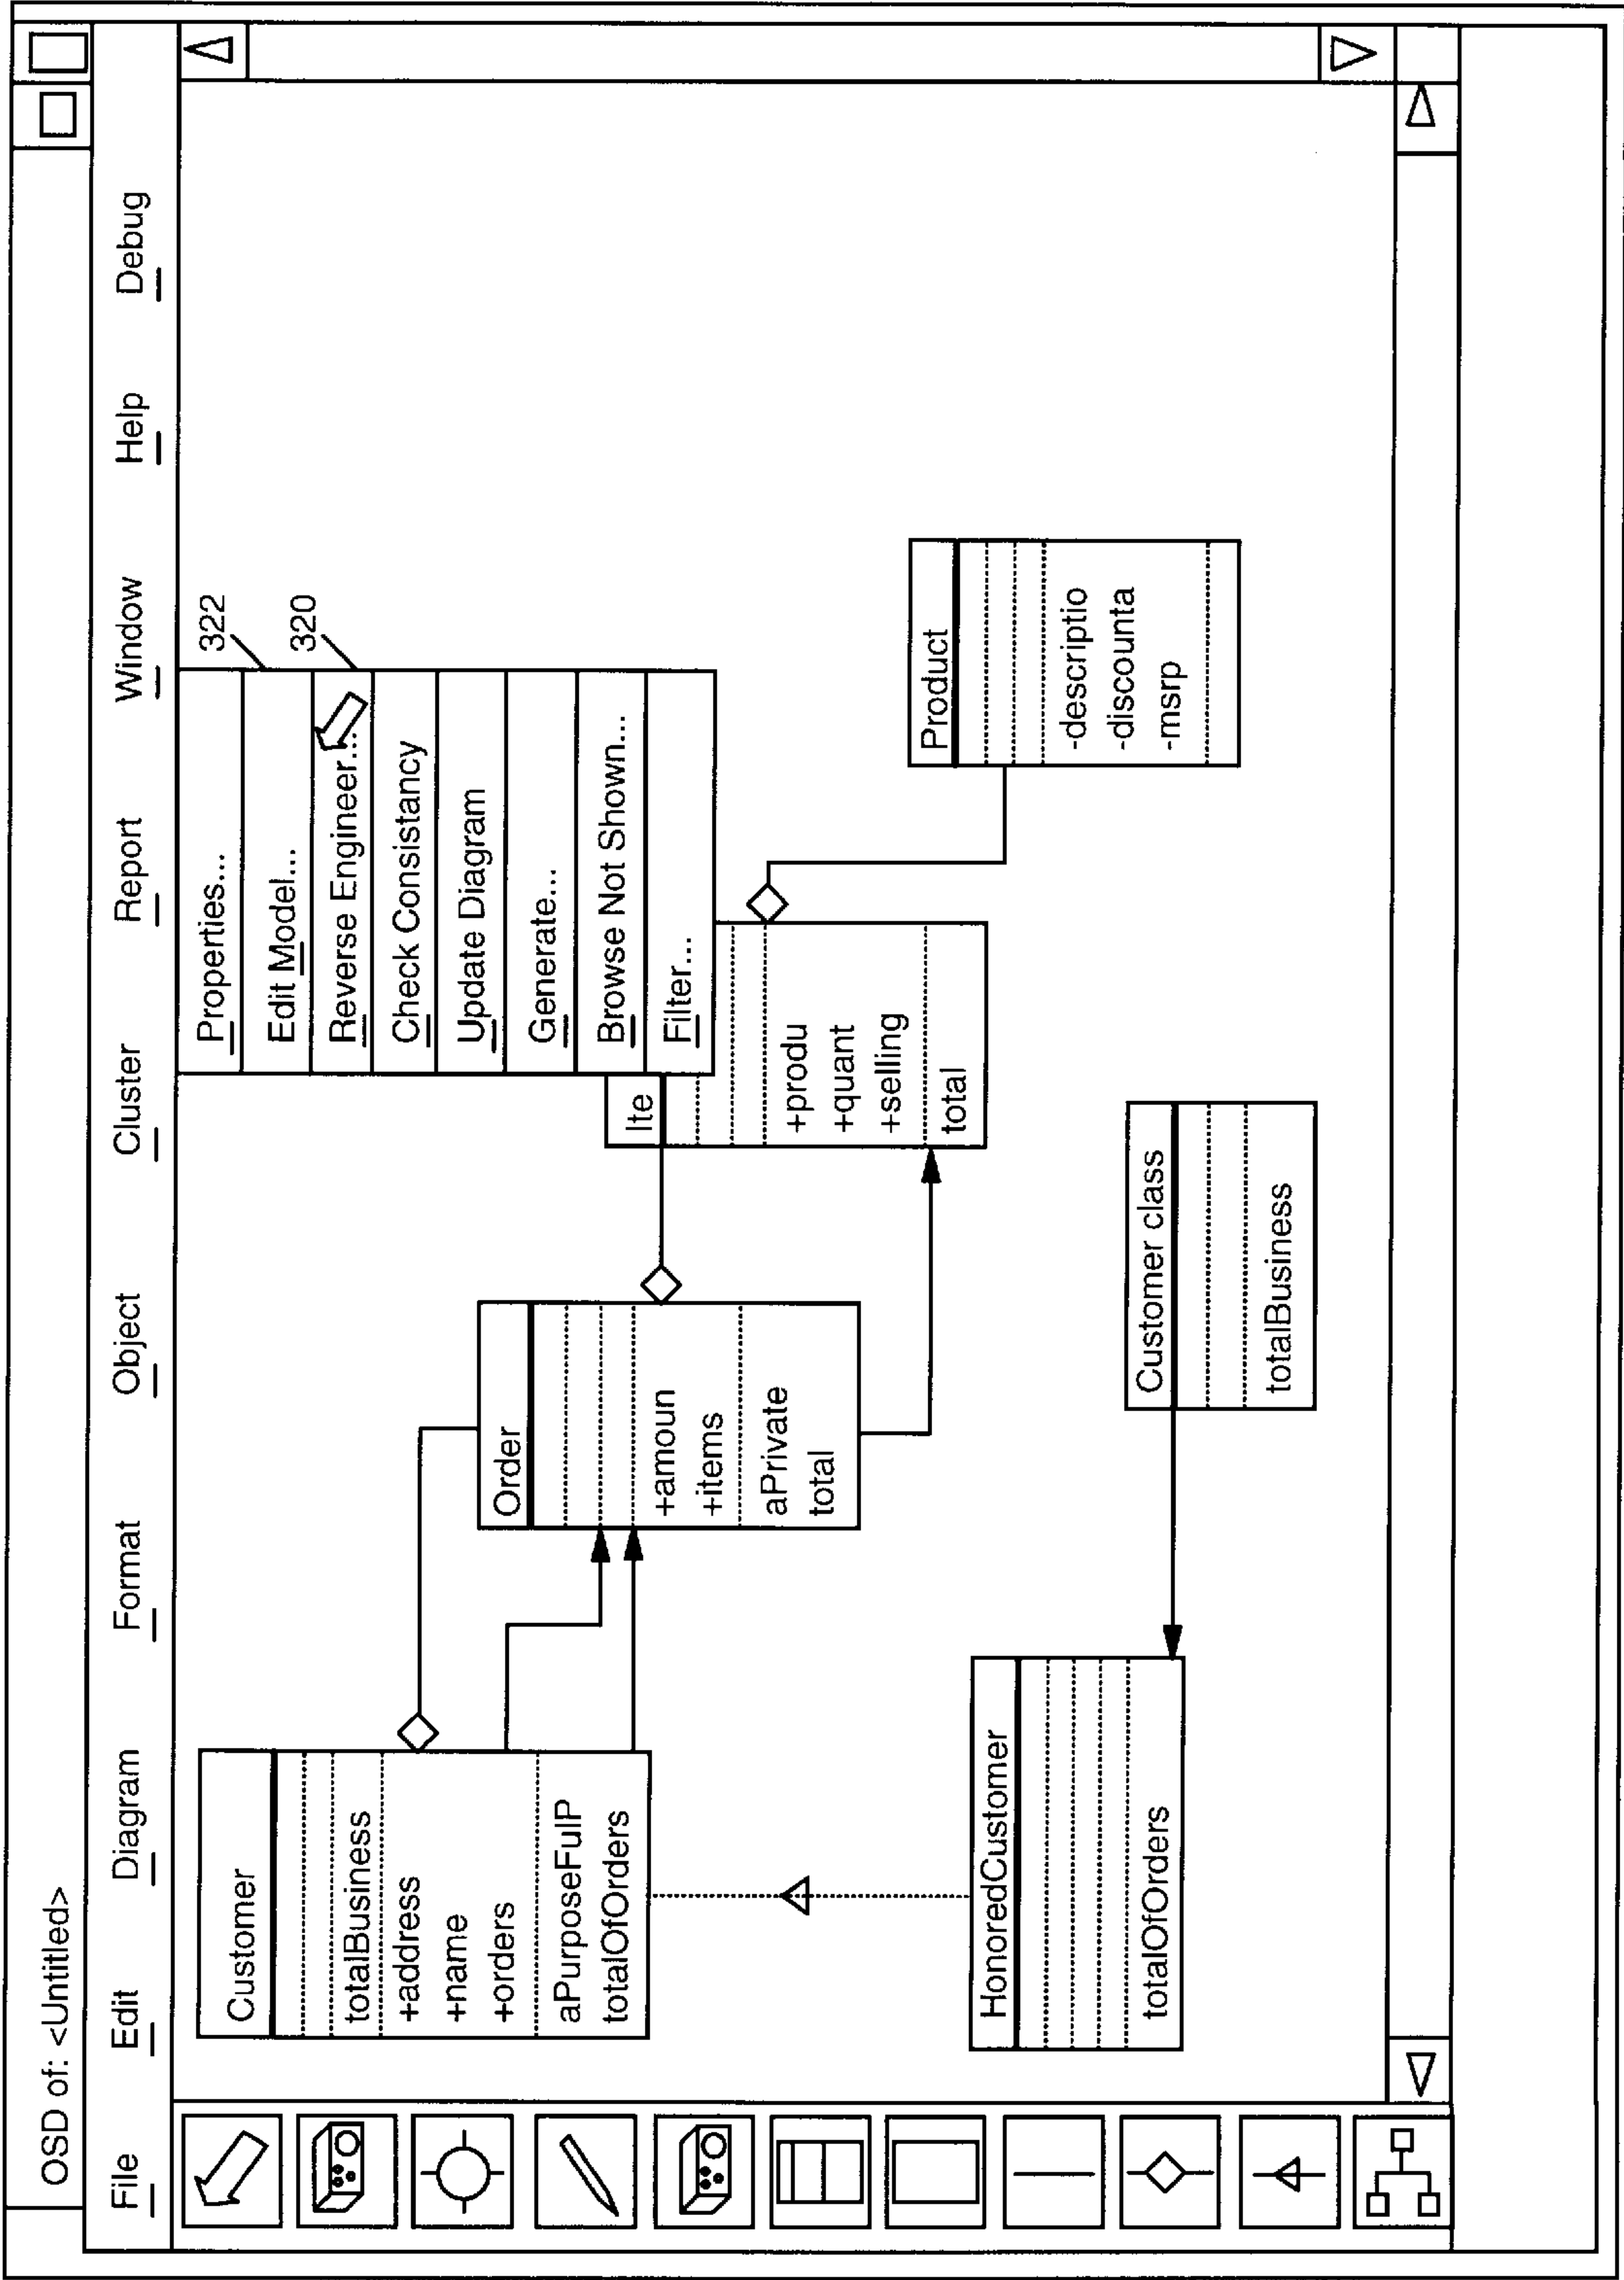 OSD of: <Untitled>
File Edit Diagram Format Object Cluster Report Window Help Debug
Properties...
Edit Model...
Reverse Engineer...
Check Consistancy
Update Diagram
Generate...
Browse Not Shown...
Filter...
322
320
Customer
totalBusiness
+address
+name
+orders
aPurposeFulP
totalOfOrders
Order
+amoun
+items
aPrivate
total
Ite
+produ
+quant
+selling
total
Product
-descriptio
-discounta
-msrp
HonoredCustomer
totalOfOrders
Customer class
totalBusiness